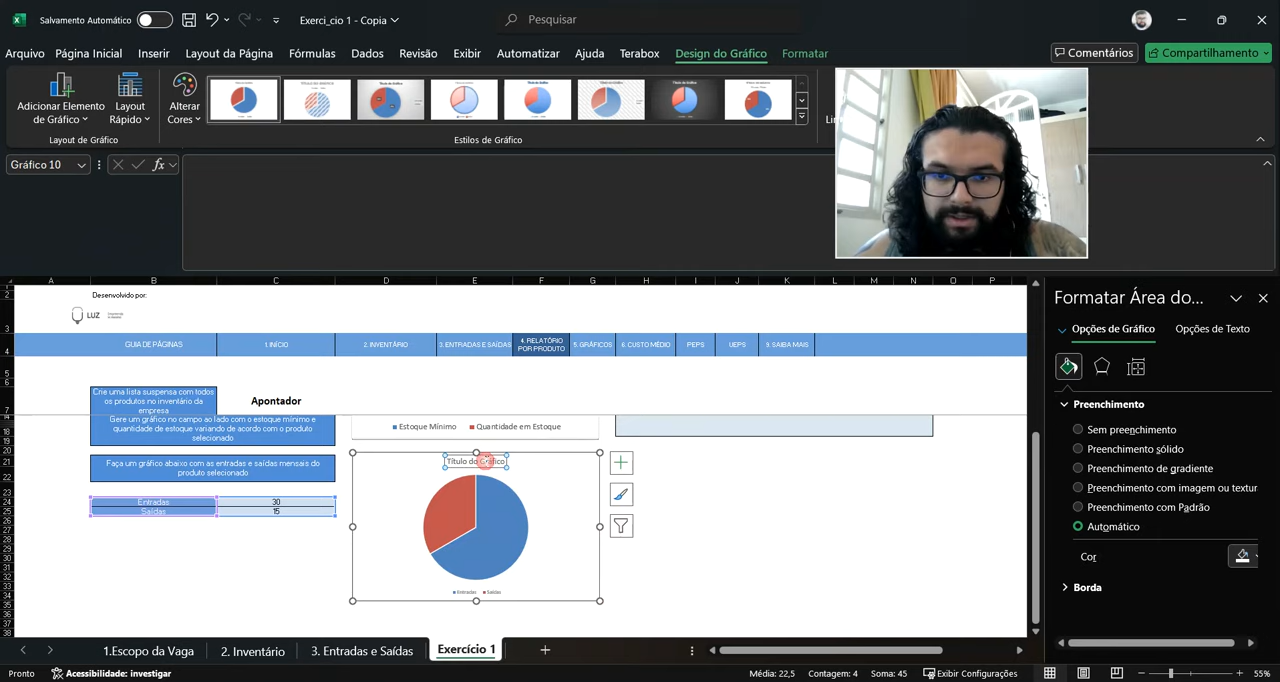 Salvamento Automático
Exerci_cio 1 - Copia
Pesquisar
Arquivo Página Inicial Inserir Layout da Página Fórmulas Dados Revisão Exibir Automatizar Ajuda Terabox Design do Gráfico Formatar
Comentários
Compartilhamento
Adicionar Elemento
de Gráfico
Layout
Rápido
Alterar
Cores
Layout de Gráfico
Estilos de Gráfico
Gráfico 10
fx
A B C D E F G H I J K L M N O P
Desenvolvido por:
LUZ
GUIA DE PÁGINAS
1. INÍCIO
2. INVENTÁRIO
3. ENTRADAS E SAÍDAS
4. RELATÓRIO
POR PRODUTO
5. GRÁFICOS
6. CUSTO MÉDIO
PEPS
UEPS
9. SAIBA MAIS
Crie uma lista suspensa com todos
os produtos no inventário da
empresa
Apontador
Gere um gráfico no campo ao lado com o estoque mínimo e
quantidade de estoque variando de acordo com o produto
selecionado
Estoque Mínimo
Quantidade em Estoque
Faça um gráfico abaixo com as entradas e saídas mensais do
produto selecionado
Entradas 30
Saídas 15
Título do Gráfico
Entradas Saídas
Formatar Área do...
Opções de Gráfico
Opções de Texto
Preenchimento
Sem preenchimento
Preenchimento sólido
Preenchimento de gradiente
Preenchimento com imagem ou textur
Preenchimento com Padrão
Automático
Cor
Borda
1.Escopo da Vaga
2. Inventário
3. Entradas e Saídas
Exercício 1
Pronto
Acessibilidade: investigar
Média: 22,5
Contagem: 4
Soma: 45
Exibir Configurações
55%